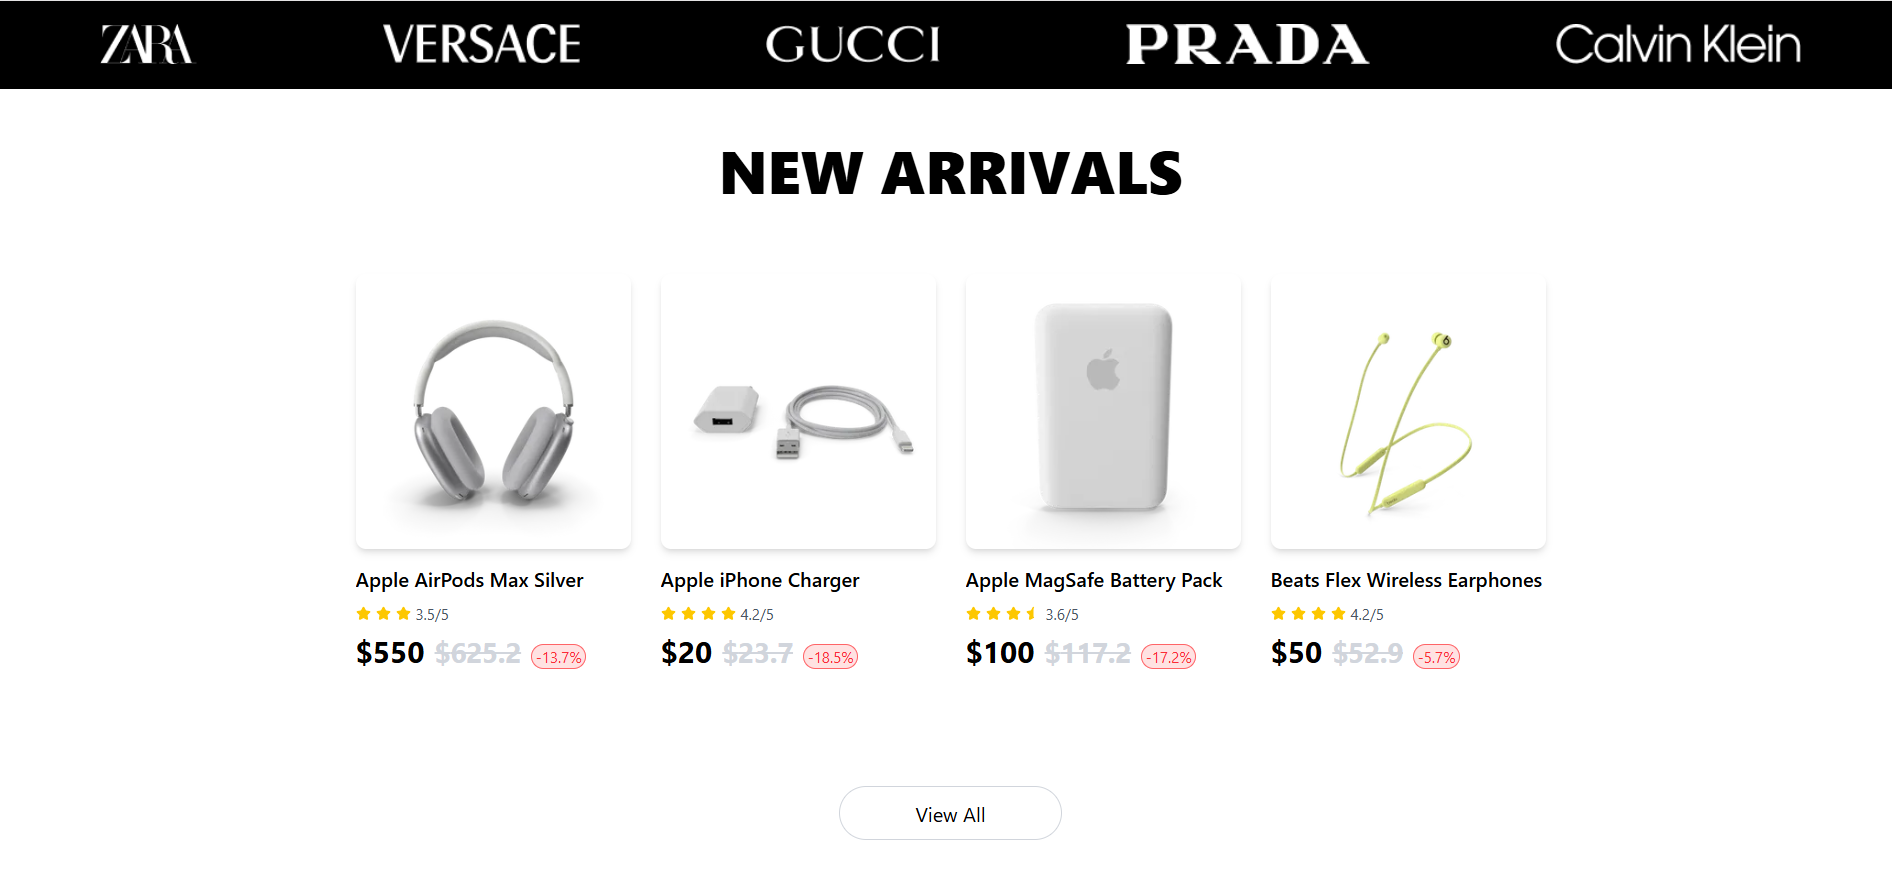 ZARA VERSACE GUCCI PRADA Calvin Klein
NEW ARRIVALS
Apple AirPods Max Silver
3.5/5
$550 $625.2 -13.7%
Apple iPhone Charger
4.2/5
$20 $23.7 -18.5%
Apple MagSafe Battery Pack
3.6/5
$100 $117.2 -17.2%
Beats Flex Wireless Earphones
4.2/5
$50 $52.9 -5.7%
View All